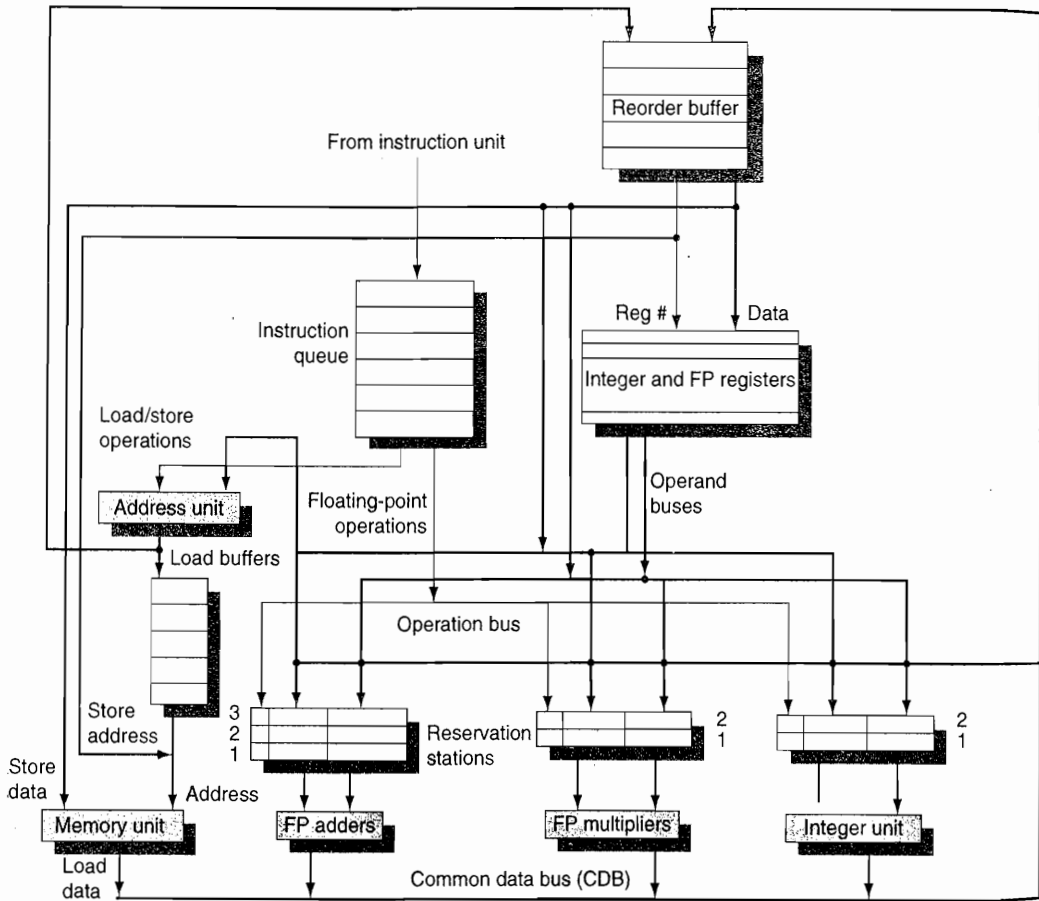 Reorder buffer
From instruction unit
Reg #
Data
Instruction
queue
Integer and FP registers
Load/store
operations
Operand
buses
Address unit
Floating-point
operations
Load buffers
Operation bus
Store
address
3
2
1
Reservation
stations
2
1
2
1
Store
data
Address
Memory unit
FP adders
FP multipliers
Integer unit
Load
data
Common data bus (CDB)